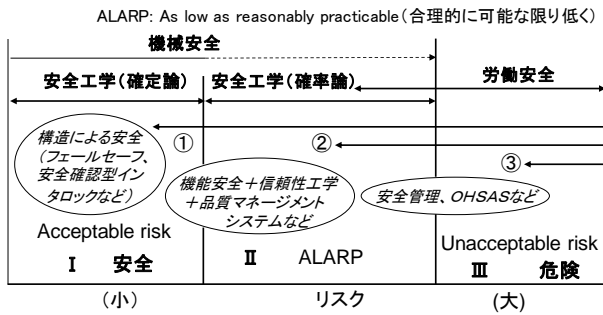 ALARP: As low as reasonably practicable(合理的に可能な限り低く)
機械安全
安全工学(確定論)
安全工学(確率論)
労働安全
①
②
③
構造による安全
(フェールセーフ、
安全確認型イン
タロックなど)
機能安全+信頼性工学
+品質マネージメント
システムなど
安全管理、OHSASなど
Acceptable risk
Ⅰ 安全
Ⅱ ALARP
Unacceptable risk
Ⅲ 危険
(小) リスク (大)